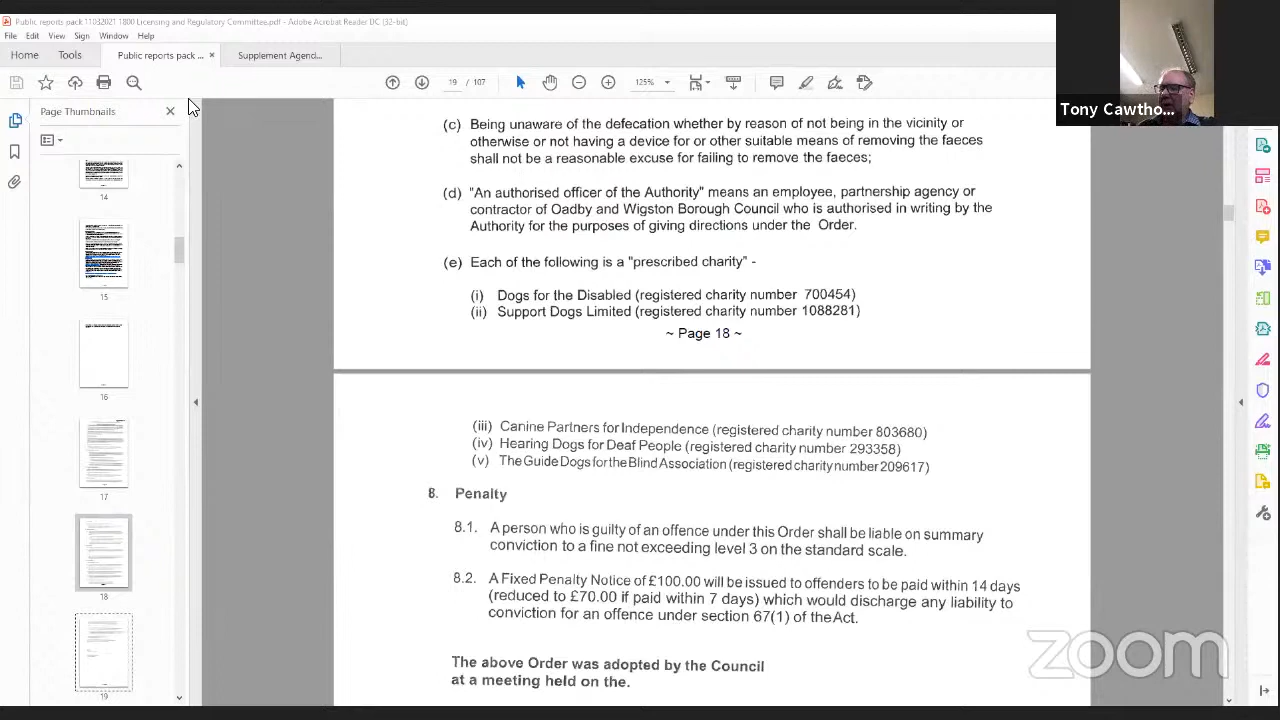 Public reports pack 11032021 1800 Licensing and Regulatory Committee.pdf - Adobe Acrobat Reader DC (32-bit)
File Edit View Sign Window Help
Home Tools Public reports pack ... × Supplement Agend...
19 / 107 125%
Page Thumbnails
14
15
16
17
18
19
(c) Being unaware of the defecation whether by reason of not being in the vicinity or
otherwise or not having a device for or other suitable means of removing the faeces
shall not be a reasonable excuse for failing to remove the faeces;
(d) "An authorised officer of the Authority" means an employee, partnership agency or
contractor of Oadby and Wigston Borough Council who is authorised in writing by the
Authority for the purposes of giving directions under the Order.
(e) Each of the following is a "prescribed charity" -
(i) Dogs for the Disabled (registered charity number 700454)
(ii) Support Dogs Limited (registered charity number 1088281)
~ Page 18 ~
(iii) Canine Partners for Independence (registered charity number 803680)
(iv) Hearing Dogs for Deaf People (registered charity number 293358)
(v) The Guide Dogs for the Blind Association (registered charity number 209617)
8. Penalty
8.1. A person who is guilty of an offence under this Order shall be liable on summary
conviction to a fine not exceeding level 3 on the standard scale.
8.2. A Fixed Penalty Notice of £100.00 will be issued to offenders to be paid within 14 days
(reduced to £70.00 if paid within 7 days) which would discharge any liability to
conviction for an offence under section 67(1) of the Act.
The above Order was adopted by the Council
at a meeting held on the.
Tony Cawtho...
zoom